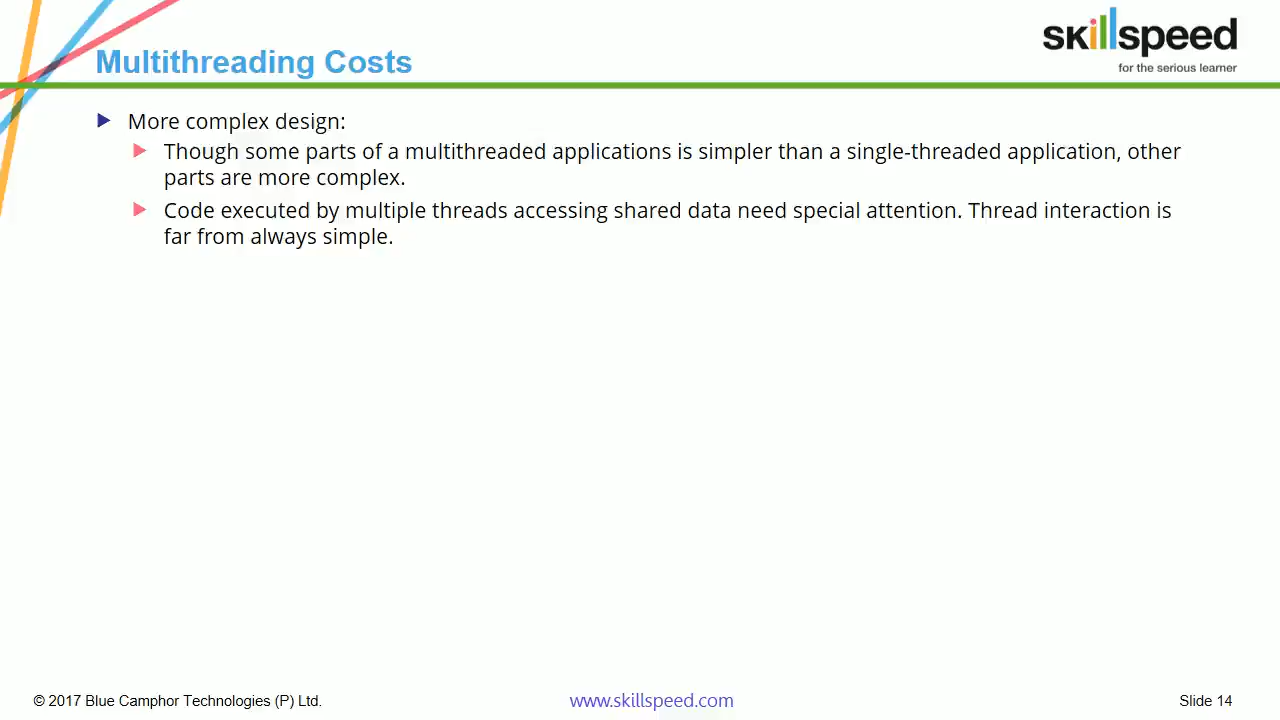 skillspeed
for the serious learner
Multithreading Costs
More complex design:
Though some parts of a multithreaded applications is simpler than a single-threaded application, other
parts are more complex.
Code executed by multiple threads accessing shared data need special attention. Thread interaction is
far from always simple.
© 2017 Blue Camphor Technologies (P) Ltd.
www.skillspeed.com
Slide 14